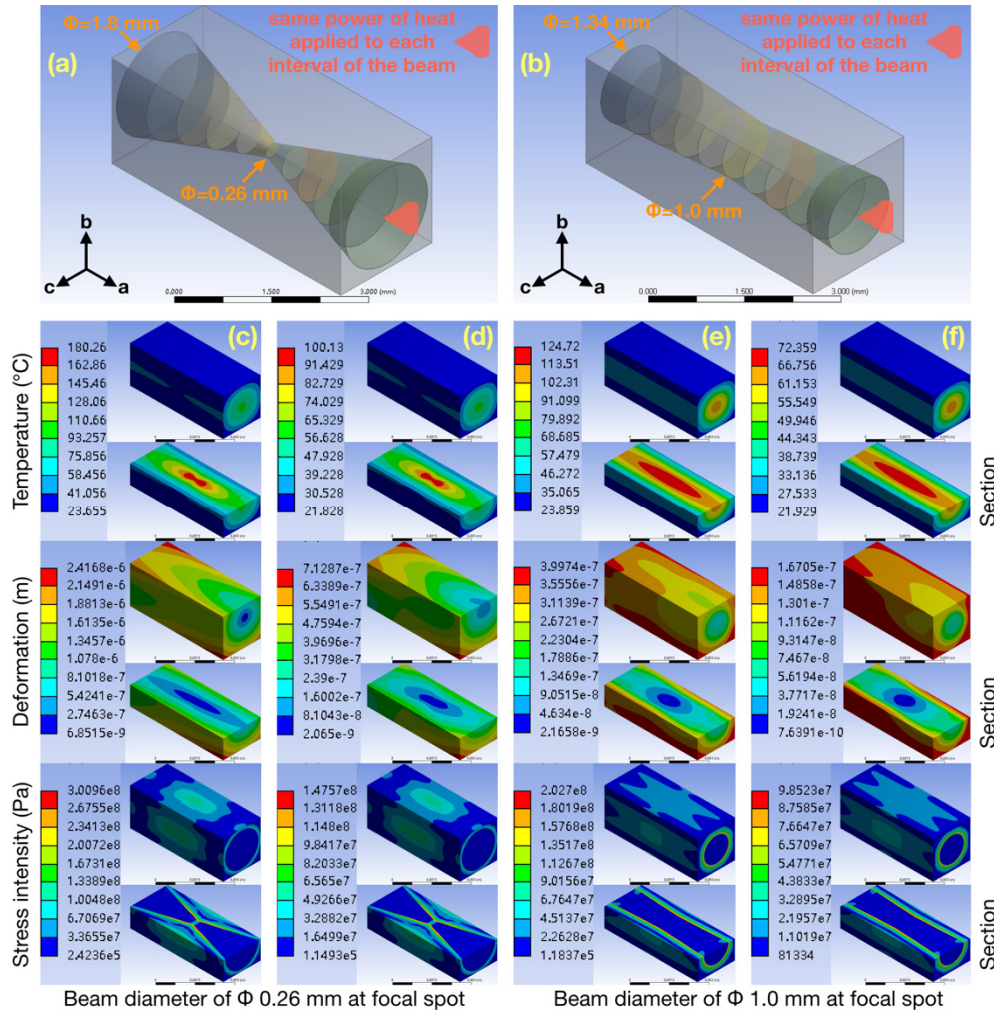 Φ=1.8 mm
same power of heat
applied to each
interval of the beam
(a)
Φ=0.26 mm
b
c
a
0.000
1.500
3.000 (mm)
Φ=1.34 mm
same power of heat
applied to each
interval of the beam
(b)
Φ=1.0 mm
b
c
a
0.000
1.500
3.000 (mm)
(c)
(d)
(e)
(f)
Temperature (°C)
180.26
162.86
145.46
128.06
110.66
93.257
75.856
58.456
41.056
23.655
100.13
91.429
82.729
74.029
65.329
56.628
47.928
39.228
30.528
21.828
124.72
113.51
102.31
91.099
79.892
68.685
57.479
46.272
35.065
23.859
72.359
66.756
61.153
55.549
49.946
44.343
38.739
33.136
27.533
21.929
Section
Deformation (m)
2.4168e-6
2.1491e-6
1.8813e-6
1.6135e-6
1.3457e-6
1.078e-6
8.1018e-7
5.4241e-7
2.7463e-7
6.8515e-9
7.1287e-7
6.3389e-7
5.5491e-7
4.7594e-7
3.9696e-7
3.1798e-7
2.39e-7
1.6002e-7
8.1043e-8
2.065e-9
3.9974e-7
3.5556e-7
3.1139e-7
2.6721e-7
2.2304e-7
1.7886e-7
1.3469e-7
9.0515e-8
4.634e-8
2.1658e-9
1.6705e-7
1.4858e-7
1.301e-7
1.1162e-7
9.3147e-8
7.467e-8
5.6194e-8
3.7717e-8
1.9241e-8
7.6391e-10
Section
Stress intensity (Pa)
3.0096e8
2.6755e8
2.3413e8
2.0072e8
1.6731e8
1.3389e8
1.0048e8
6.7069e7
3.3655e7
2.4236e5
1.4757e8
1.3118e8
1.148e8
9.8417e7
8.2033e7
6.565e7
4.9266e7
3.2882e7
1.6499e7
1.1493e5
2.027e8
1.8019e8
1.5768e8
1.3517e8
1.1267e8
9.0156e7
6.7647e7
4.5137e7
2.2628e7
1.1837e5
9.8523e7
8.7585e7
7.6647e7
6.5709e7
5.4771e7
4.3833e7
3.2895e7
2.1957e7
1.1019e7
81334
Section
Beam diameter of Φ 0.26 mm at focal spot
Beam diameter of Φ 1.0 mm at focal spot